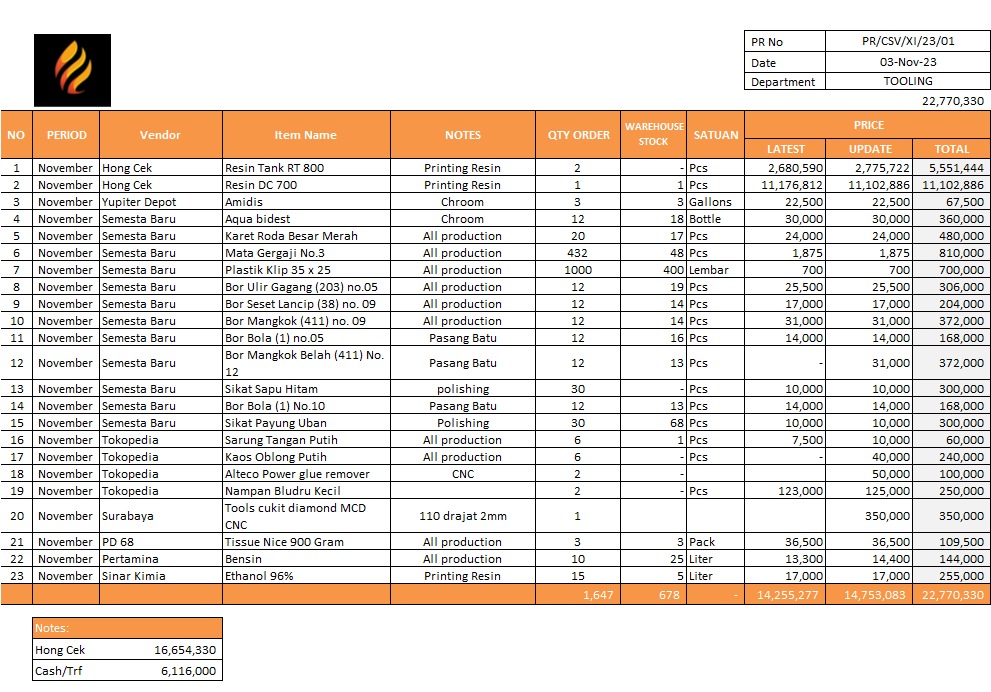 PR No PR/CSV/XI/23/01
Date 03-Nov-23
Department TOOLING
22,770,330
NO PERIOD Vendor Item Name NOTES QTY ORDER WAREHOUSE STOCK SATUAN PRICE
LATEST UPDATE TOTAL
1 November Hong Cek Resin Tank RT 800 Printing Resin 2 - Pcs 2,680,590 2,775,722 5,551,444
2 November Hong Cek Resin DC 700 Printing Resin 1 1 Pcs 11,176,812 11,102,886 11,102,886
3 November Yupiter Depot Amidis Chroom 3 3 Gallons 22,500 22,500 67,500
4 November Semesta Baru Aqua bidest Chroom 12 18 Bottle 30,000 30,000 360,000
5 November Semesta Baru Karet Roda Besar Merah All production 20 17 Pcs 24,000 24,000 480,000
6 November Semesta Baru Mata Gergaji No.3 All production 432 48 Pcs 1,875 1,875 810,000
7 November Semesta Baru Plastik Klip 35 x 25 All production 1000 400 Lembar 700 700 700,000
8 November Semesta Baru Bor Ulir Gagang (203) no.05 All production 12 19 Pcs 25,500 25,500 306,000
9 November Semesta Baru Bor Seset Lancip (38) no. 09 All production 12 14 Pcs 17,000 17,000 204,000
10 November Semesta Baru Bor Mangkok (411) no. 09 All production 12 14 Pcs 31,000 31,000 372,000
11 November Semesta Baru Bor Bola (1) no.05 Pasang Batu 12 16 Pcs 14,000 14,000 168,000
12 November Semesta Baru Bor Mangkok Belah (411) No. 12 Pasang Batu 12 13 Pcs - 31,000 372,000
13 November Semesta Baru Sikat Sapu Hitam polishing 30 - Pcs 10,000 10,000 300,000
14 November Semesta Baru Bor Bola (1) No.10 Pasang Batu 12 13 Pcs 14,000 14,000 168,000
15 November Semesta Baru Sikat Payung Uban Polishing 30 68 Pcs 10,000 10,000 300,000
16 November Tokopedia Sarung Tangan Putih All production 6 1 Pcs 7,500 10,000 60,000
17 November Tokopedia Kaos Oblong Putih All production 6 - Pcs - 40,000 240,000
18 November Tokopedia Alteco Power glue remover CNC 2 - 50,000 100,000
19 November Tokopedia Nampan Bludru Kecil 2 - Pcs 123,000 125,000 250,000
20 November Surabaya Tools cukit diamond MCD CNC 110 drajat 2mm 1 350,000 350,000
21 November PD 68 Tissue Nice 900 Gram All production 3 3 Pack 36,500 36,500 109,500
22 November Pertamina Bensin All production 10 25 Liter 13,300 14,400 144,000
23 November Sinar Kimia Ethanol 96% Printing Resin 15 5 Liter 17,000 17,000 255,000
1,647 678 - 14,255,277 14,753,083 22,770,330
Notes:
Hong Cek 16,654,330
Cash/Trf 6,116,000